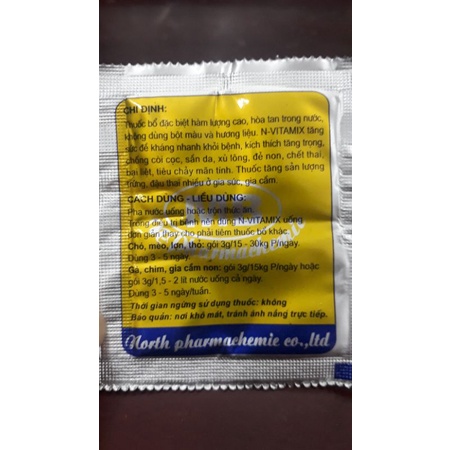 CHỈ ĐỊNH:
Thuốc bổ đặc biệt hàm lượng cao, hòa tan trong nước,
không dùng bột màu và hương liệu. N-VITAMIX tăng
sức đề kháng nhanh khỏi bệnh, kích thích tăng trọng,
chống còi cọc, sần da, xù lông, đẻ non, chết thai,
bại liệt, tiêu chảy mãn tính. Thuốc tăng sản lượng
trứng, đậu thai nhiều ở gia súc, gia cầm.
CÁCH DÙNG - LIỀU DÙNG:
Pha nước uống hoặc trộn thức ăn.
Trong điều trị bệnh nên dùng N-VITAMIX uống
đơn giản thay cho phải tiêm thuốc bổ khác.
Chó, mèo, lợn, thỏ: gói 3g/15 - 30kg P/ngày.
Dùng 3 - 5 ngày.
Gà, chim, gia cầm non: gói 3g/15kg P/ngày hoặc
gói 3g/1,5 - 2 lít nước uống cả ngày.
Dùng 3 - 5 ngày/tuần.
Thời gian ngừng sử dụng thuốc: không
Bảo quản: nơi khô mát, tránh ánh nắng trực tiếp.
North pharmachemie co.,ltd